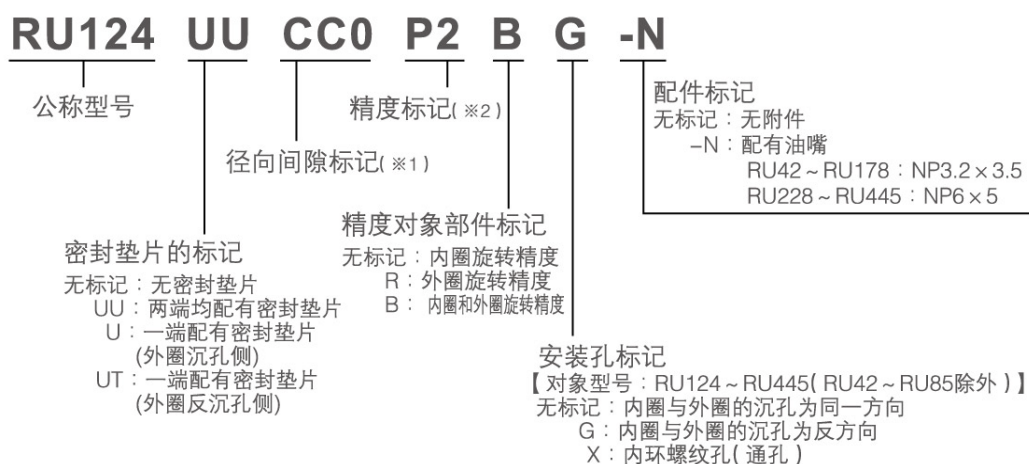 RU124 UU CC0 P2 B G -N
公称型号
精度标记( ※2)
径向间隙标记( ※1)
配件标记
无标记：无附件
-N：配有油嘴
RU42～RU178：NP3.2×3.5
RU228～RU445：NP6×5
精度对象部件标记
无标记：内圈旋转精度
R：外圈旋转精度
B：内圈和外圈旋转精度
密封垫片的标记
无标记：无密封垫片
UU：两端均配有密封垫片
U：一端配有密封垫片
(外圈沉孔侧)
UT：一端配有密封垫片
(外圈反沉孔侧)
安装孔标记
【 对象型号：RU124～RU445( RU42～RU85除外 ) 】
无标记：内圈与外圈的沉孔为同一方向
G：内圈与外圈的沉孔为反方向
X：内环螺纹孔( 通孔 )